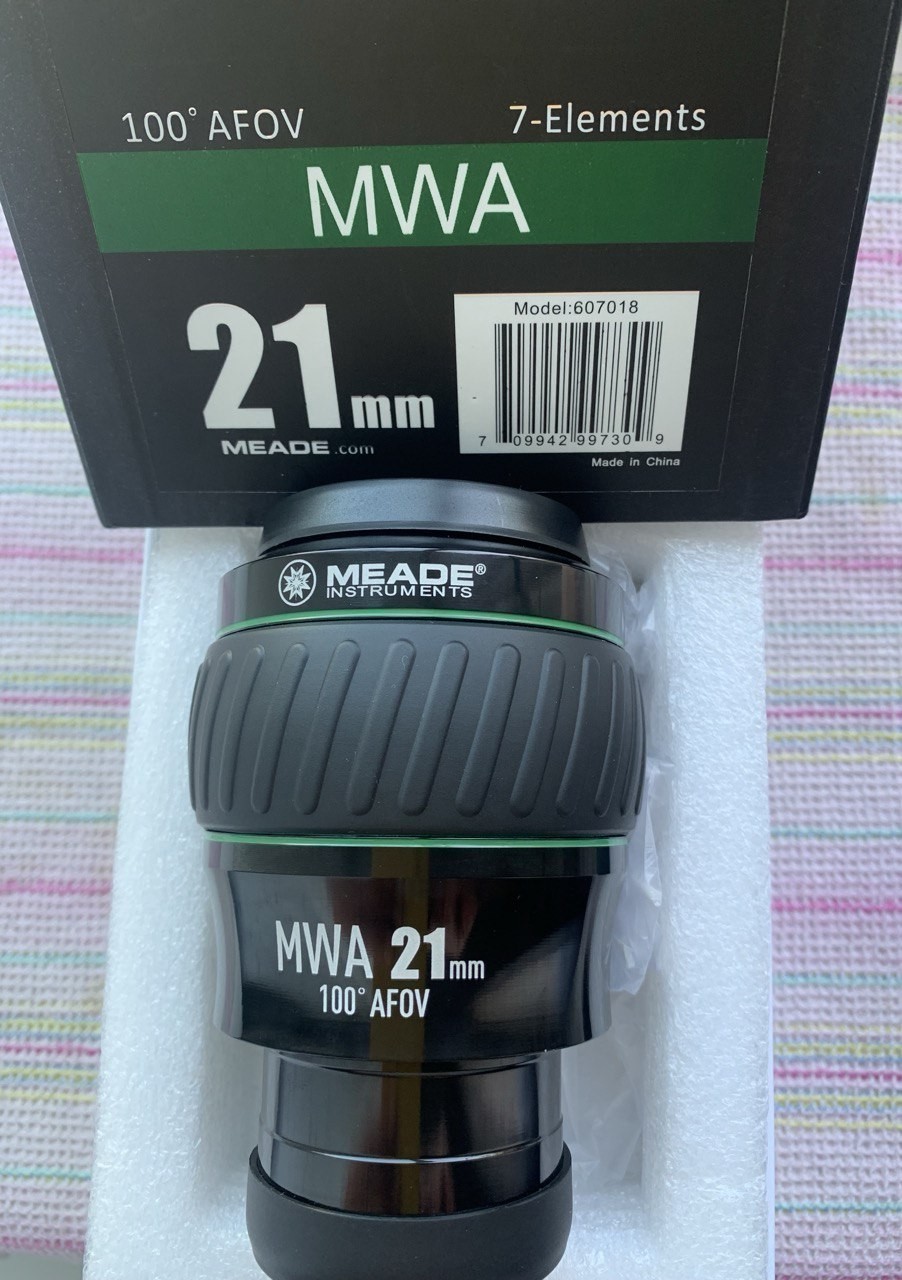 100° AFOV
7-Elements
MWA
21mm
MEADE.com
Model:607018
7 09942 99730 9
Made in China
MEADE®
INSTRUMENTS
MWA 21mm
100° AFOV